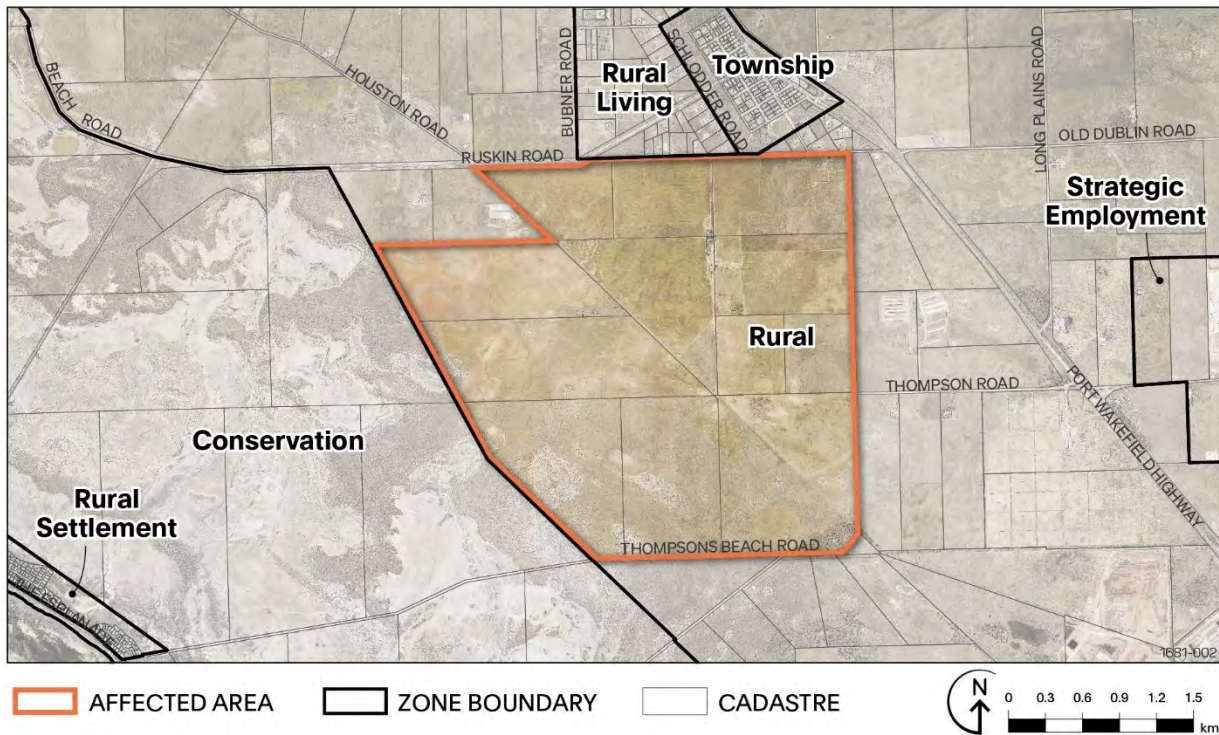 BEACH
ROAD
HOUSTON ROAD
BUBNER ROAD
Rural
Living
SCHLODDER ROAD
Township
LONG PLAINS ROAD
OLD DUBLIN ROAD
RUSKIN ROAD
Strategic
Employment
Rural
THOMPSON ROAD
PORT WAKEFIELD HIGHWAY
Conservation
Rural
Settlement
THOMPSONS BEACH ROAD
THE ESPLANADE
1681-002
AFFECTED AREA
ZONE BOUNDARY
CADASTRE
N
0 0.3 0.6 0.9 1.2 1.5
km